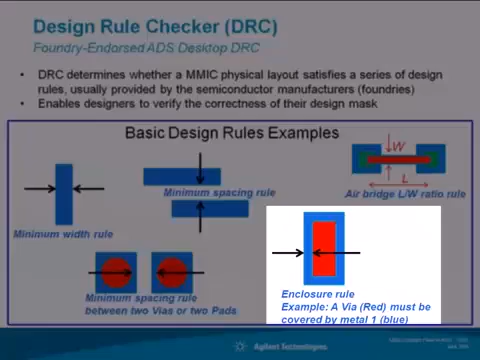 Design Rule Checker (DRC)
Foundry-Endorsed ADS Desktop DRC
• DRC determines whether a MMIC physical layout satisfies a series of design
rules, usually provided by the semiconductor manufacturers (foundries)
• Enables designers to verify the correctness of their design mask
Basic Design Rules Examples
W
L
Minimum spacing rule
Air bridge L/W ratio rule
Minimum width rule
Minimum spacing rule
between two Vias or two Pads
Enclosure rule
Example: A Via (Red) must be
covered by metal 1 (blue)
Agilent Technologies